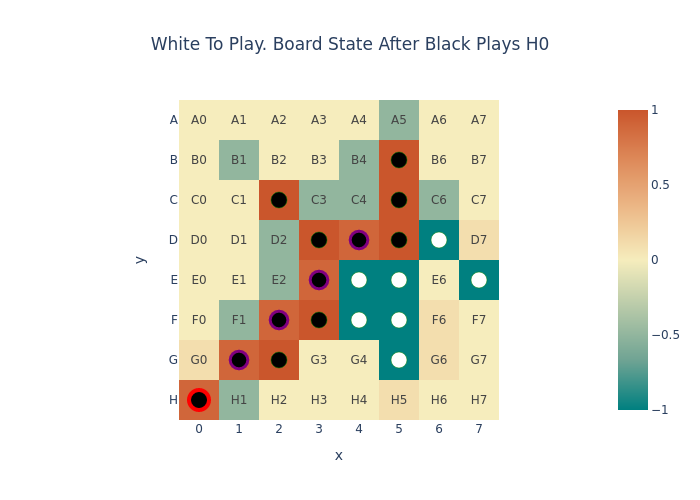 White To Play. Board State After Black Plays H0
A A0 A1 A2 A3 A4 A5 A6 A7
B B0 B1 B2 B3 B4 B6 B7
C C0 C1 C3 C4 C6 C7
D D0 D1 D2 D7
E E0 E1 E2 E6
F F0 F1 F6 F7
G G0 G3 G4 G6 G7
H H1 H2 H3 H4 H5 H6 H7
0 1 2 3 4 5 6 7
x
y
1
0.5
0
−0.5
−1